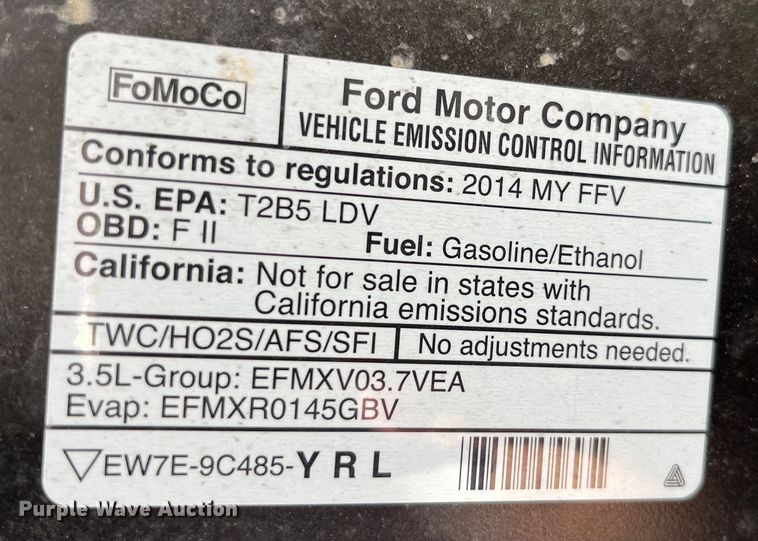 FoMoCo
Ford Motor Company
VEHICLE EMISSION CONTROL INFORMATION
Conforms to regulations: 2014 MY FFV
U.S. EPA: T2B5 LDV
OBD: F II
Fuel: Gasoline/Ethanol
California: Not for sale in states with
California emissions standards.
TWC/HO2S/AFS/SFI
No adjustments needed.
3.5L-Group: EFMXV03.7VEA
Evap: EFMXR0145GBV
EW7E-9C485-YRL
Purple Wave Auction